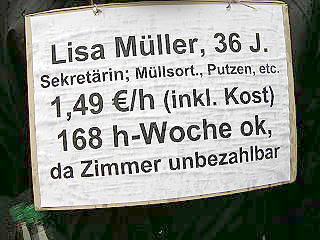 Lisa Müller, 36 J.
Sekretärin; Müllsort., Putzen, etc.
1,49 €/h (inkl. Kost)
168 h-Woche ok,
da Zimmer unbezahlbar